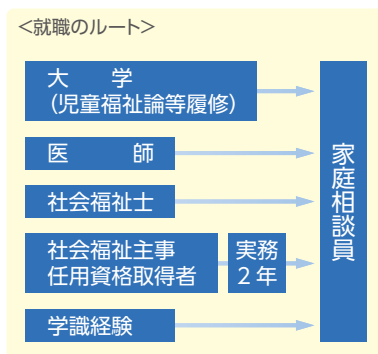 ＜就職のルート＞
大　学
（児童福祉論等履修）
医　師
社会福祉士
社会福祉主事
任用資格取得者
実務
２年
学識経験
家庭相談員